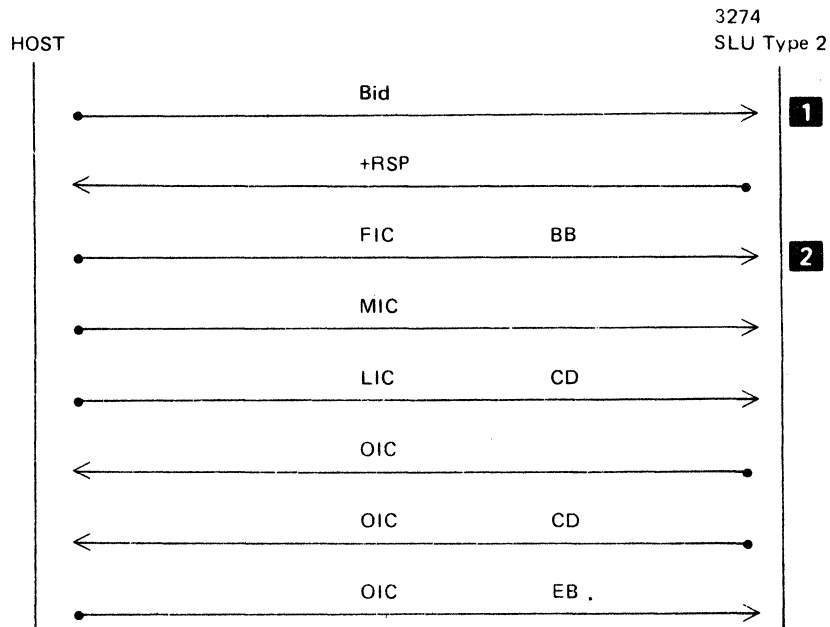 3274
HOST SLU Type 2
Bid
1
+RSP
FIC BB
2
MIC
LIC CD
OIC
OIC CD
OIC EB .